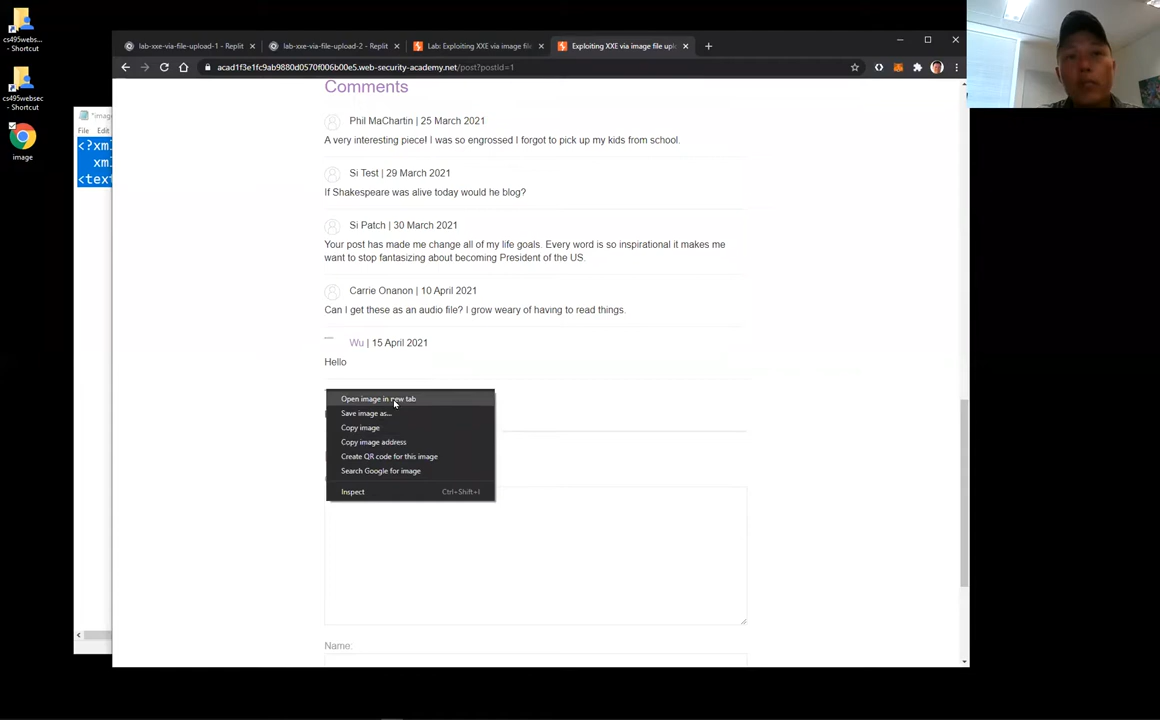 cs495webs...
- Shortcut
cs495websec
- Shortcut
image
lab-xxe-via-file-upload-1 - Replit
lab-xxe-via-file-upload-2 - Replit
Lab: Exploiting XXE via image file
Exploiting XXE via image file upl
acad1f3e1fc9ab9880d0570f006b00e5.web-security-academy.net/post?postId=1
*image
File Edit
<?xm
xml
<text
Comments
Phil MaChartin | 25 March 2021
A very interesting piece! I was so engrossed I forgot to pick up my kids from school.
Si Test | 29 March 2021
If Shakespeare was alive today would he blog?
Si Patch | 30 March 2021
Your post has made me change all of my life goals. Every word is so inspirational it makes me
want to stop fantasizing about becoming President of the US.
Carrie Onanon | 10 April 2021
Can I get these as an audio file? I grow weary of having to read things.
Wu | 15 April 2021
Hello
Open image in new tab
Save image as...
Copy image
Copy image address
Create QR code for this image
Search Google for image
Inspect Ctrl+Shift+I
Name: